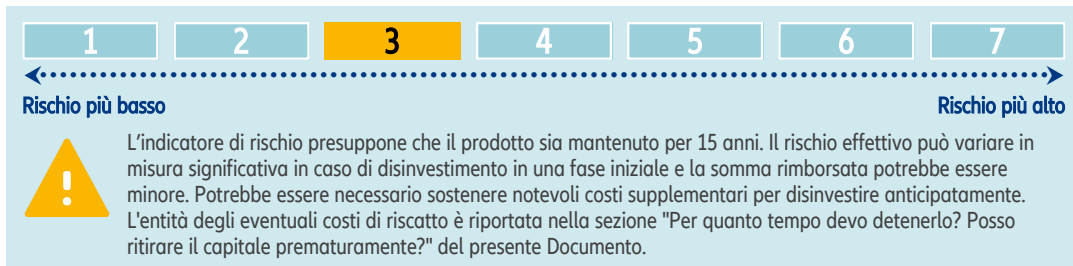 1 2 3 4 5 6 7
Rischio più basso Rischio più alto
L'indicatore di rischio presuppone che il prodotto sia mantenuto per 15 anni. Il rischio effettivo può variare in
misura significativa in caso di disinvestimento in una fase iniziale e la somma rimborsata potrebbe essere
minore. Potrebbe essere necessario sostenere notevoli costi supplementari per disinvestire anticipatamente.
L'entità degli eventuali costi di riscatto è riportata nella sezione "Per quanto tempo devo detenerlo? Posso
ritirare il capitale prematuramente?" del presente Documento.